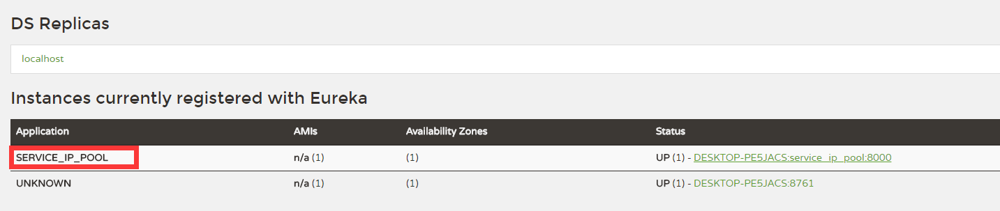 DS Replicas
localhost
Instances currently registered with Eureka
Application AMIs Availability Zones Status
SERVICE_IP_POOL n/a (1) (1) UP (1) - DESKTOP-PE5JACS:service_ip_pool:8000
UNKNOWN n/a (1) (1) UP (1) - DESKTOP-PE5JACS:8761